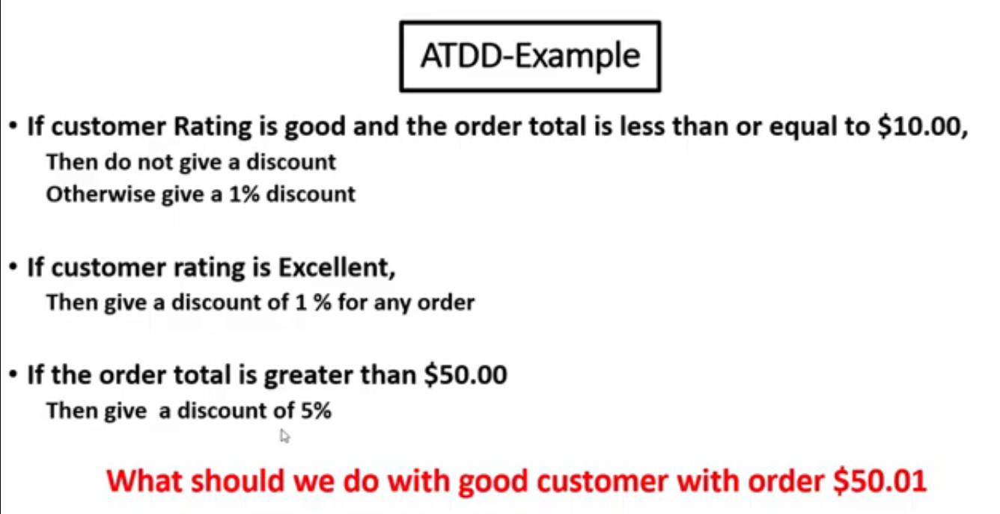 ATDD-Example
• If customer Rating is good and the order total is less than or equal to $10.00,
Then do not give a discount
Otherwise give a 1% discount
• If customer rating is Excellent,
Then give a discount of 1 % for any order
• If the order total is greater than $50.00
Then give  a discount of 5%
What should we do with good customer with order $50.01